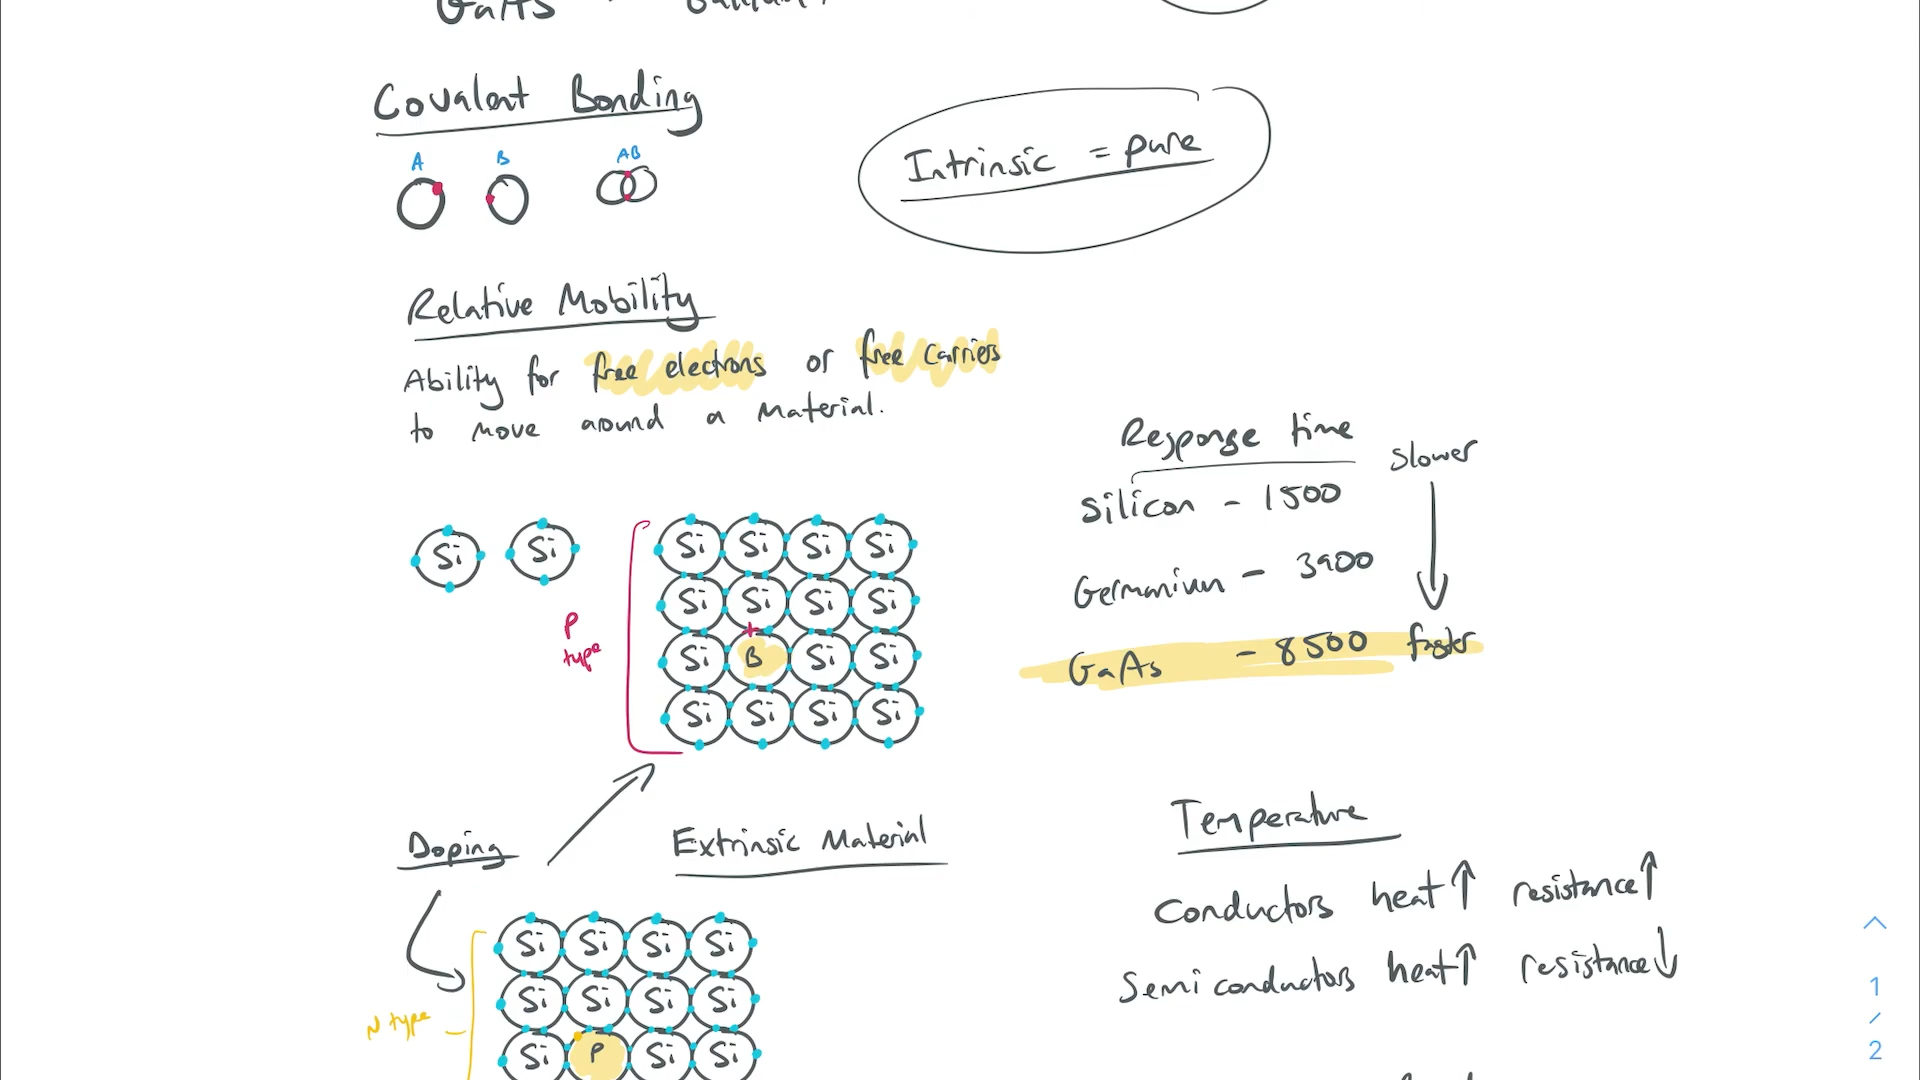 GaAs
Covalent Bonding
A B AB
Intrinsic = pure
Relative Mobility
Ability for free electrons or free carriers
to move around a material.
Response time
Slower
Silicon - 1500
Germanium - 3900
GaAs - 8500 faster
Si Si
P
type
Si Si Si Si
Si Si Si Si
+
Si B Si Si
Si Si Si Si
Doping
Extrinsic Material
N type
Si Si Si Si
Si Si Si Si
Si P Si Si
Temperature
Conductors heat↑ resistance↑
Semi conductors heat↑ resistance↓
1
/
2